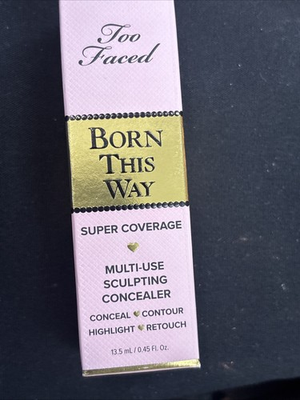 Too
Faced
BORN
THIS
WAY
SUPER COVERAGE
MULTI-USE
SCULPTING
CONCEALER
CONCEAL CONTOUR
HIGHLIGHT RETOUCH
13.5 mL / 0.45 FL Oz.